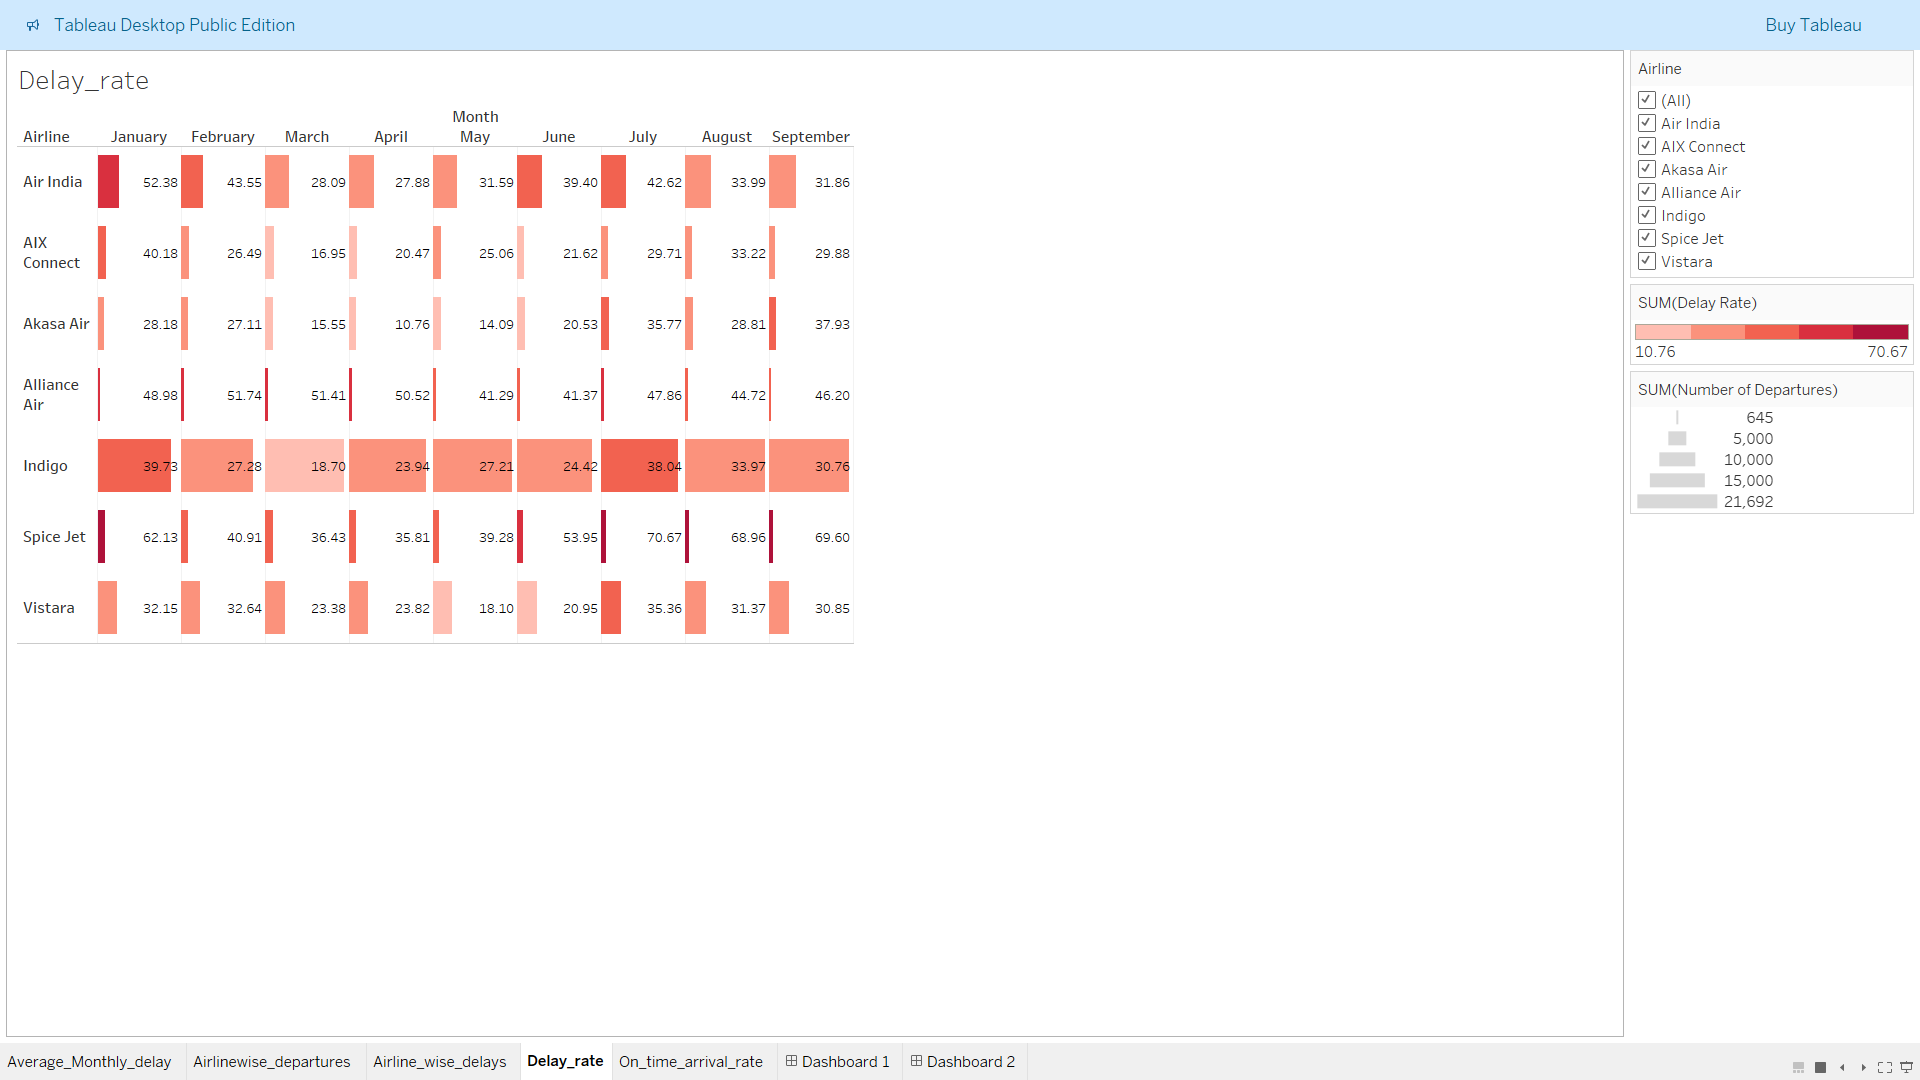 Tableau Desktop Public Edition
Buy Tableau
Delay_rate
Month
Airline January February March April May June July August September
Air India 52.38 43.55 28.09 27.88 31.59 39.40 42.62 33.99 31.86
AIX
Connect 40.18 26.49 16.95 20.47 25.06 21.62 29.71 33.22 29.88
Akasa Air 28.18 27.11 15.55 10.76 14.09 20.53 35.77 28.81 37.93
Alliance
Air 48.98 51.74 51.41 50.52 41.29 41.37 47.86 44.72 46.20
Indigo 39.73 27.28 18.70 23.94 27.21 24.42 38.04 33.97 30.76
Spice Jet 62.13 40.91 36.43 35.81 39.28 53.95 70.67 68.96 69.60
Vistara 32.15 32.64 23.38 23.82 18.10 20.95 35.36 31.37 30.85
Airline
(All)
Air India
AIX Connect
Akasa Air
Alliance Air
Indigo
Spice Jet
Vistara
SUM(Delay Rate)
10.76 70.67
SUM(Number of Departures)
645
5,000
10,000
15,000
21,692
Average_Monthly_delay Airlinewise_departures Airline_wise_delays Delay_rate On_time_arrival_rate Dashboard 1 Dashboard 2